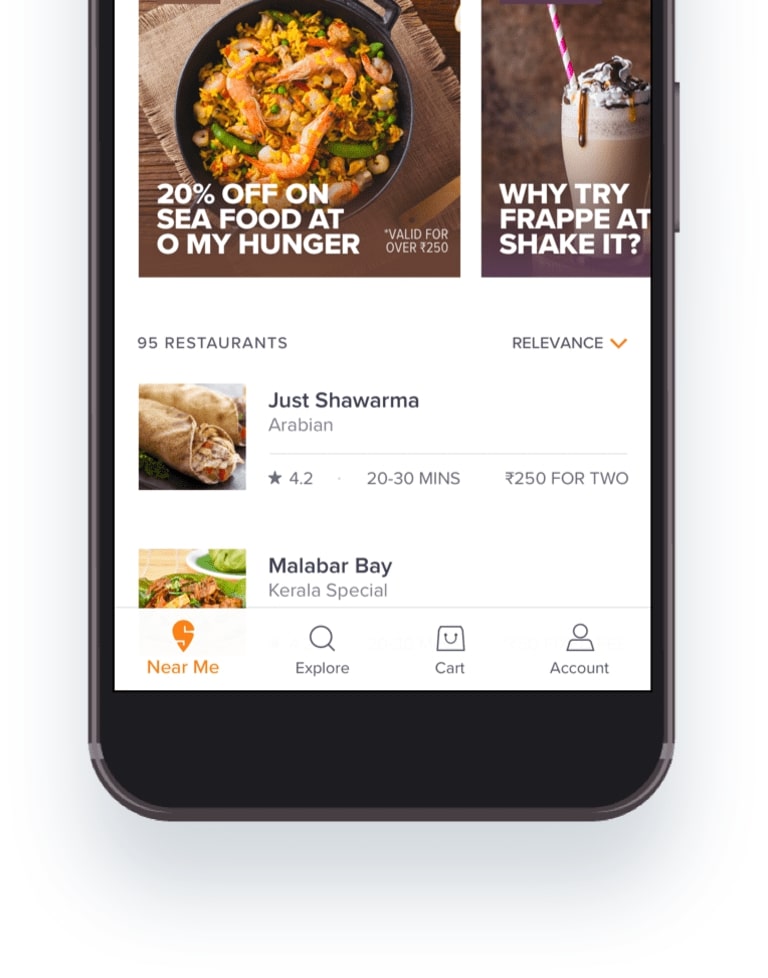 20% OFF ON
SEA FOOD AT
O MY HUNGER
*VALID FOR
OVER ₹250
WHY TRY
FRAPPE AT
SHAKE IT?
95 RESTAURANTS
RELEVANCE
Just Shawarma
Arabian
★ 4.2 · 20-30 MINS ₹250 FOR TWO
Malabar Bay
Kerala Special
Near Me
Explore
Cart
Account